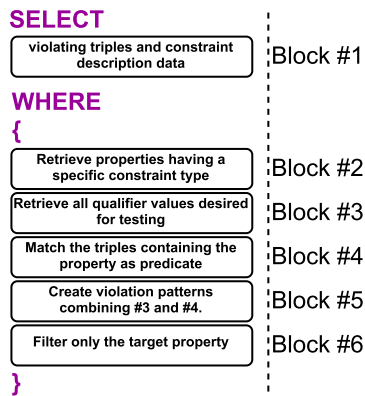 SELECT
violating triples and constraint
description data
Block #1
WHERE
{
Retrieve properties having a
specific constraint type
Block #2
Retrieve all qualifier values desired
for testing
Block #3
Match the triples containing the
property as predicate
Block #4
Create violation patterns
combining #3 and #4.
Block #5
Filter only the target property
Block #6
}